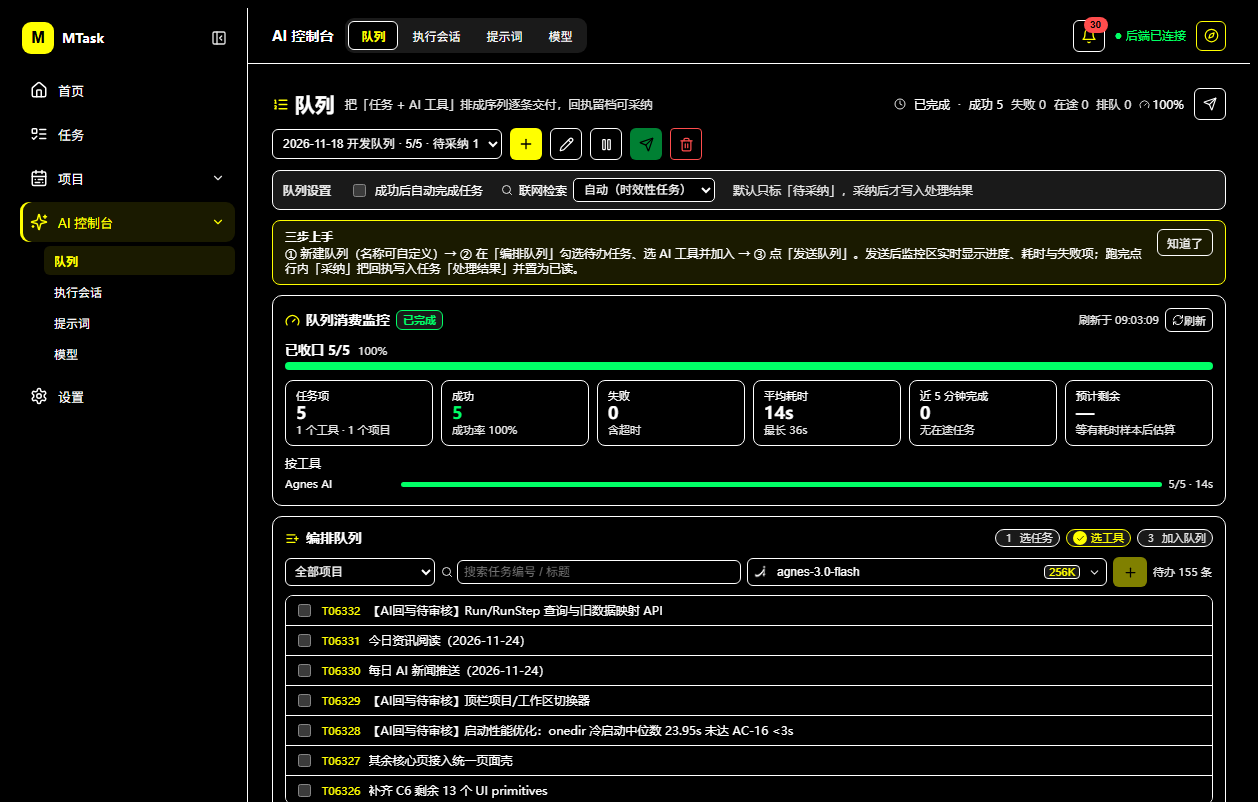 M MTask
首页
任务
项目
AI 控制台
队列
执行会话
提示词
模型
设置
AI 控制台 队列 执行会话 提示词 模型
30
后端已连接
队列 把「任务 + AI 工具」排成序列逐条交付，回执留档可采纳
已完成 · 成功 5 失败 0 在途 0 排队 0 100%
2026-11-18 开发队列 · 5/5 · 待采纳 1
队列设置 成功后自动完成任务 联网检索 自动（时效性任务） 默认只标「待采纳」，采纳后才写入处理结果
三步上手
① 新建队列（名称可自定义）→ ② 在「编排队列」勾选待办任务、选 AI 工具并加入 → ③ 点「发送队列」。发送后监控区实时显示进度、耗时与失败项；跑完点
行内「采纳」把回执写入任务「处理结果」并置为已读。
知道了
队列消费监控 已完成
刷新于 09:03:09 刷新
已收口 5/5 100%
任务项
5
1 个工具 · 1 个项目
成功
5
成功率 100%
失败
0
含超时
平均耗时
14s
最长 36s
近 5 分钟完成
0
无在途任务
预计剩余
—
等有耗时样本后估算
按工具
Agnes AI 5/5 · 14s
编排队列
1 选任务 选工具 3 加入队列
全部项目 搜索任务编号 / 标题 agnes-3.0-flash 256K 待办 155 条
T06332 【AI回写待审核】Run/RunStep 查询与旧数据映射 API
T06331 今日资讯阅读（2026-11-24）
T06330 每日 AI 新闻推送（2026-11-24）
T06329 【AI回写待审核】顶栏项目/工作区切换器
T06328 【AI回写待审核】启动性能优化：onedir 冷启动中位数 23.95s 未达 AC-16 <3s
T06327 其余核心页接入统一页面壳
T06326 补齐 C6 剩余 13 个 UI primitives